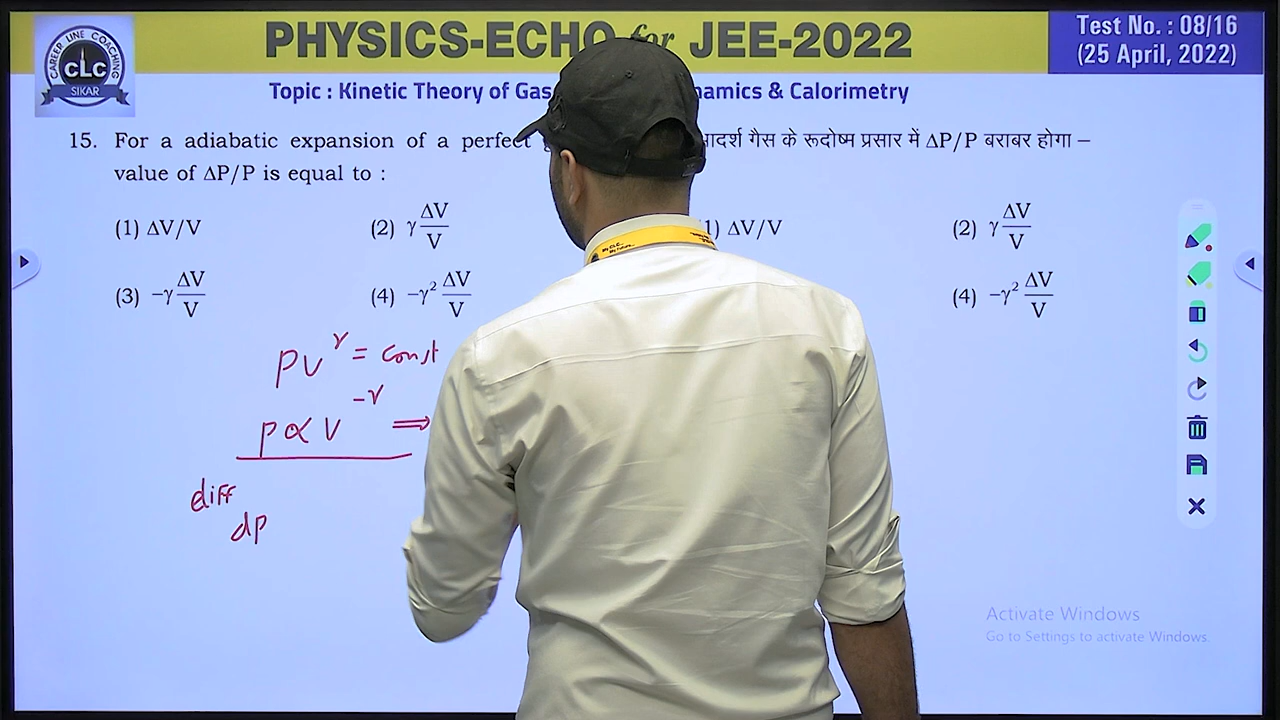 PHYSICS-ECHO for JEE-2022
Test No. : 08/16
(25 April, 2022)
CAREER LINE COACHING
CLC
SIKAR
Topic : Kinetic Theory of Gas namics & Calorimetry
15. For a adiabatic expansion of a perfect
value of ΔP/P is equal to :
(1) ΔV/V (2) γ ΔV/V
(3) −γ ΔV/V (4) −γ² ΔV/V
आदर्श गैस के रूदोष्म प्रसार में ΔP/P बराबर होगा –
1) ΔV/V (2) γ ΔV/V
(4) −γ² ΔV/V
PV^γ = const
P ∝ V^−γ ⇒
diff
dP
Activate Windows
Go to Settings to activate Windows.